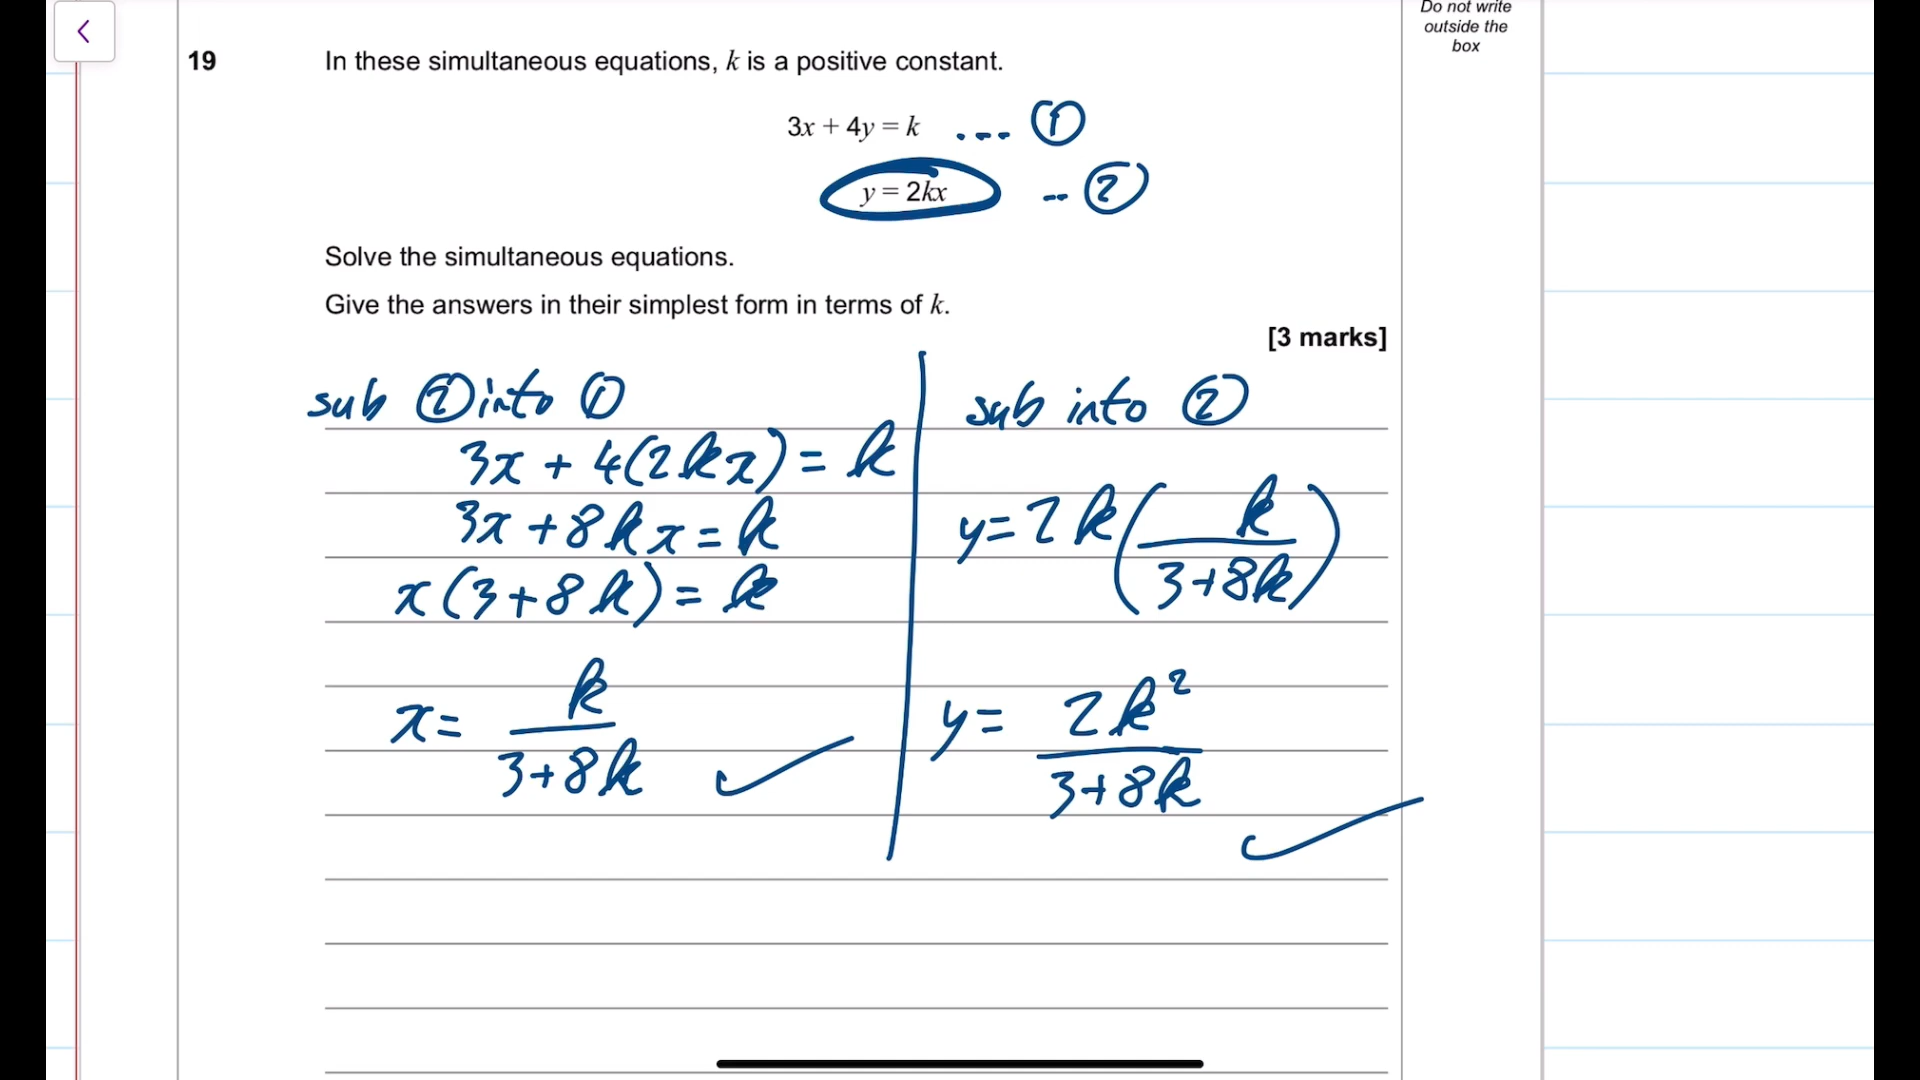 Do not write
outside the
box
19 In these simultaneous equations, k is a positive constant.
3x + 4y = k .... ①
y = 2kx -- ②
Solve the simultaneous equations.
Give the answers in their simplest form in terms of k.
[3 marks]
sub ② into ①
3x + 4(2kx) = k
3x + 8kx = k
x(3+8k) = k
x = k/(3+8k) ✓
sub into ②
y = 2k(k/(3+8k))
y = 2k²/(3+8k) ✓